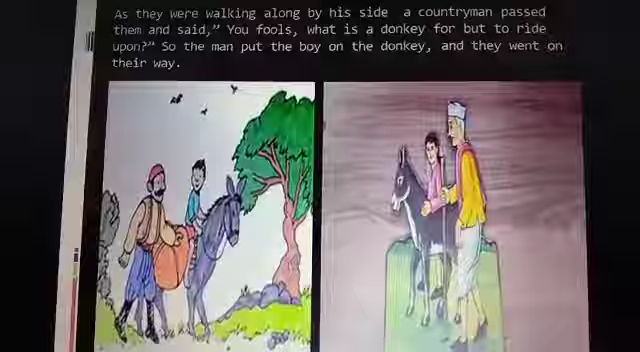 As they were walking along by his side a countryman passed
them and said,” You fools, what is a donkey for but to ride
upon?” So the man put the boy on the donkey, and they went on
their way.